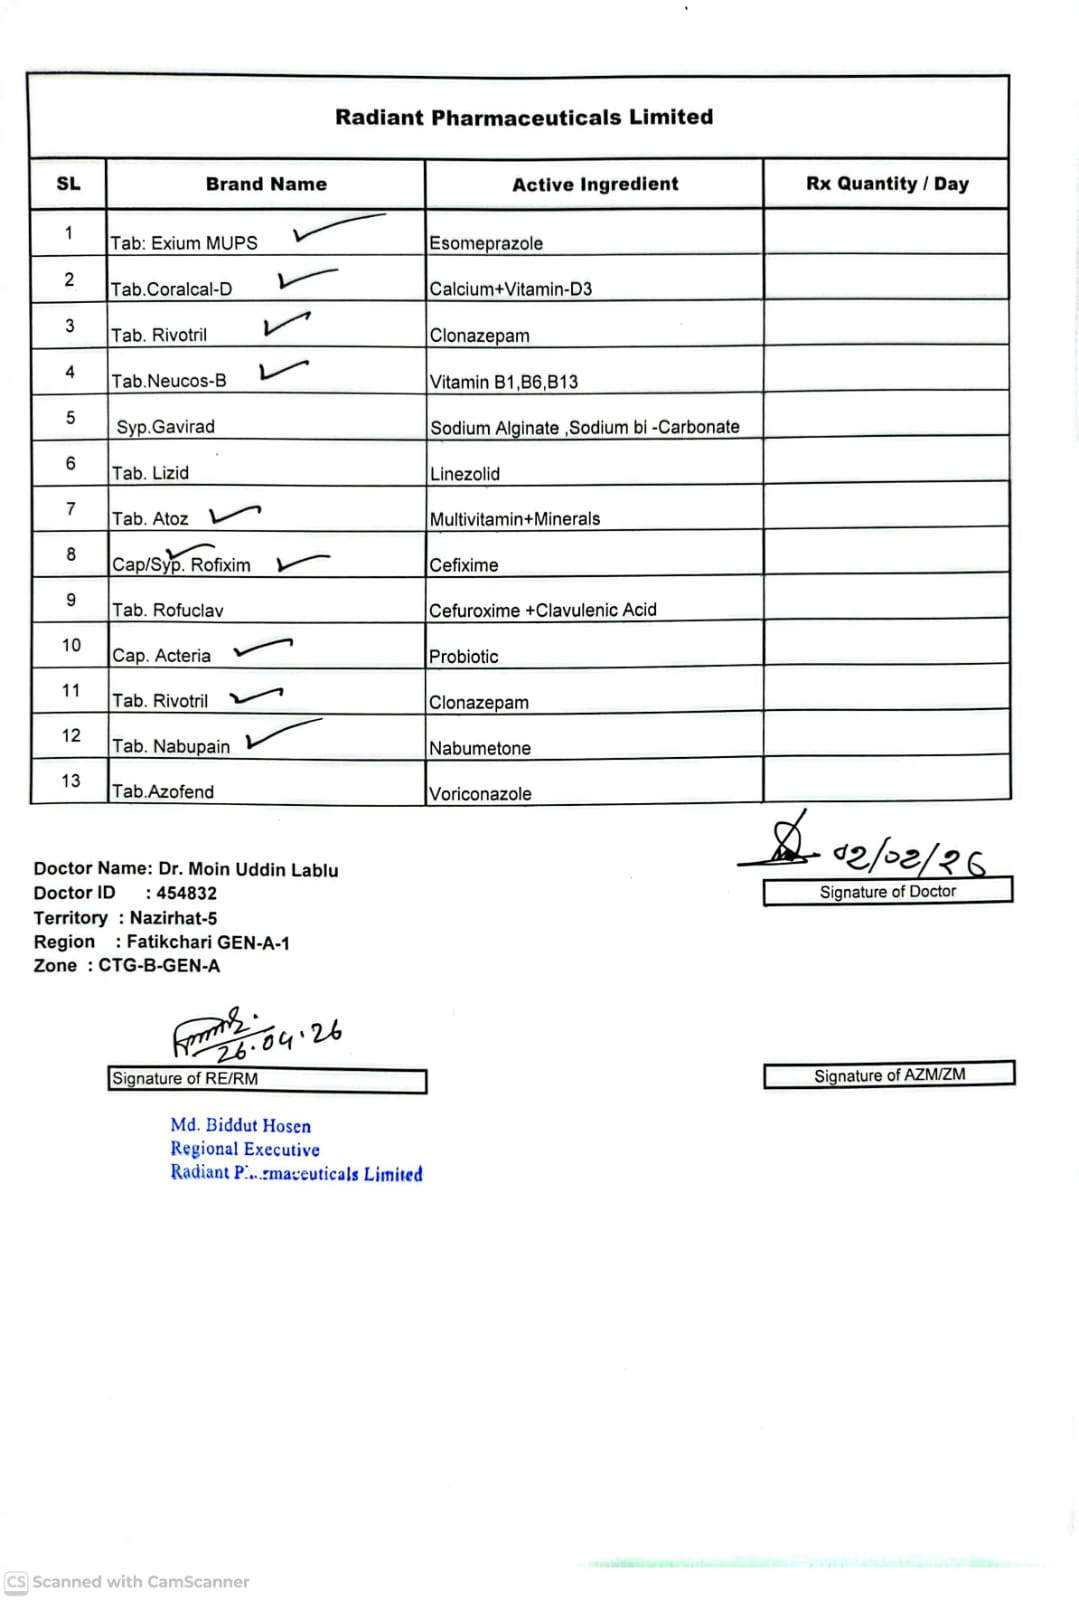 Radiant Pharmaceuticals Limited
SL Brand Name Active Ingredient Rx Quantity / Day
1 Tab: Exium MUPS Esomeprazole
2 Tab.Coralcal-D Calcium+Vitamin-D3
3 Tab. Rivotril Clonazepam
4 Tab.Neucos-B Vitamin B1,B6,B13
5 Syp.Gavirad Sodium Alginate ,Sodium bi -Carbonate
6 Tab. Lizid Linezolid
7 Tab. Atoz Multivitamin+Minerals
8 Cap/Syp. Rofixim Cefixime
9 Tab. Rofuclav Cefuroxime +Clavulenic Acid
10 Cap. Acteria Probiotic
11 Tab. Rivotril Clonazepam
12 Tab. Nabupain Nabumetone
13 Tab.Azofend Voriconazole
02/02/26
Signature of Doctor
Doctor Name: Dr. Moin Uddin Lablu
Doctor ID : 454832
Territory : Nazirhat-5
Region : Fatikchari GEN-A-1
Zone : CTG-B-GEN-A
26.04.26
Signature of RE/RM
Signature of AZM/ZM
Md. Biddut Hosen
Regional Executive
Radiant Pharmaceuticals Limited
CS Scanned with CamScanner